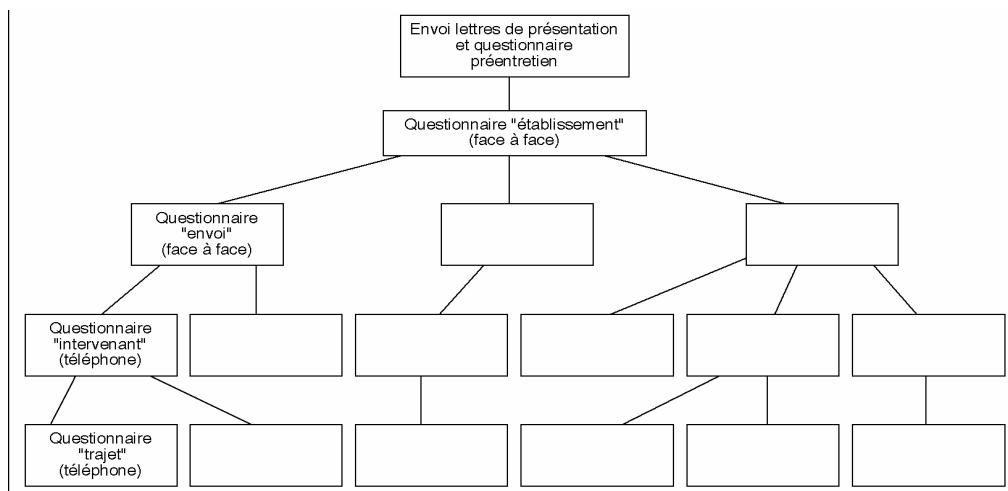 Envoi lettres de présentation
et questionnaire
préentretien
Questionnaire "établissement"
(face à face)
Questionnaire
"envoi"
(face à face)
Questionnaire
"intervenant"
(téléphone)
Questionnaire
"trajet"
(téléphone)